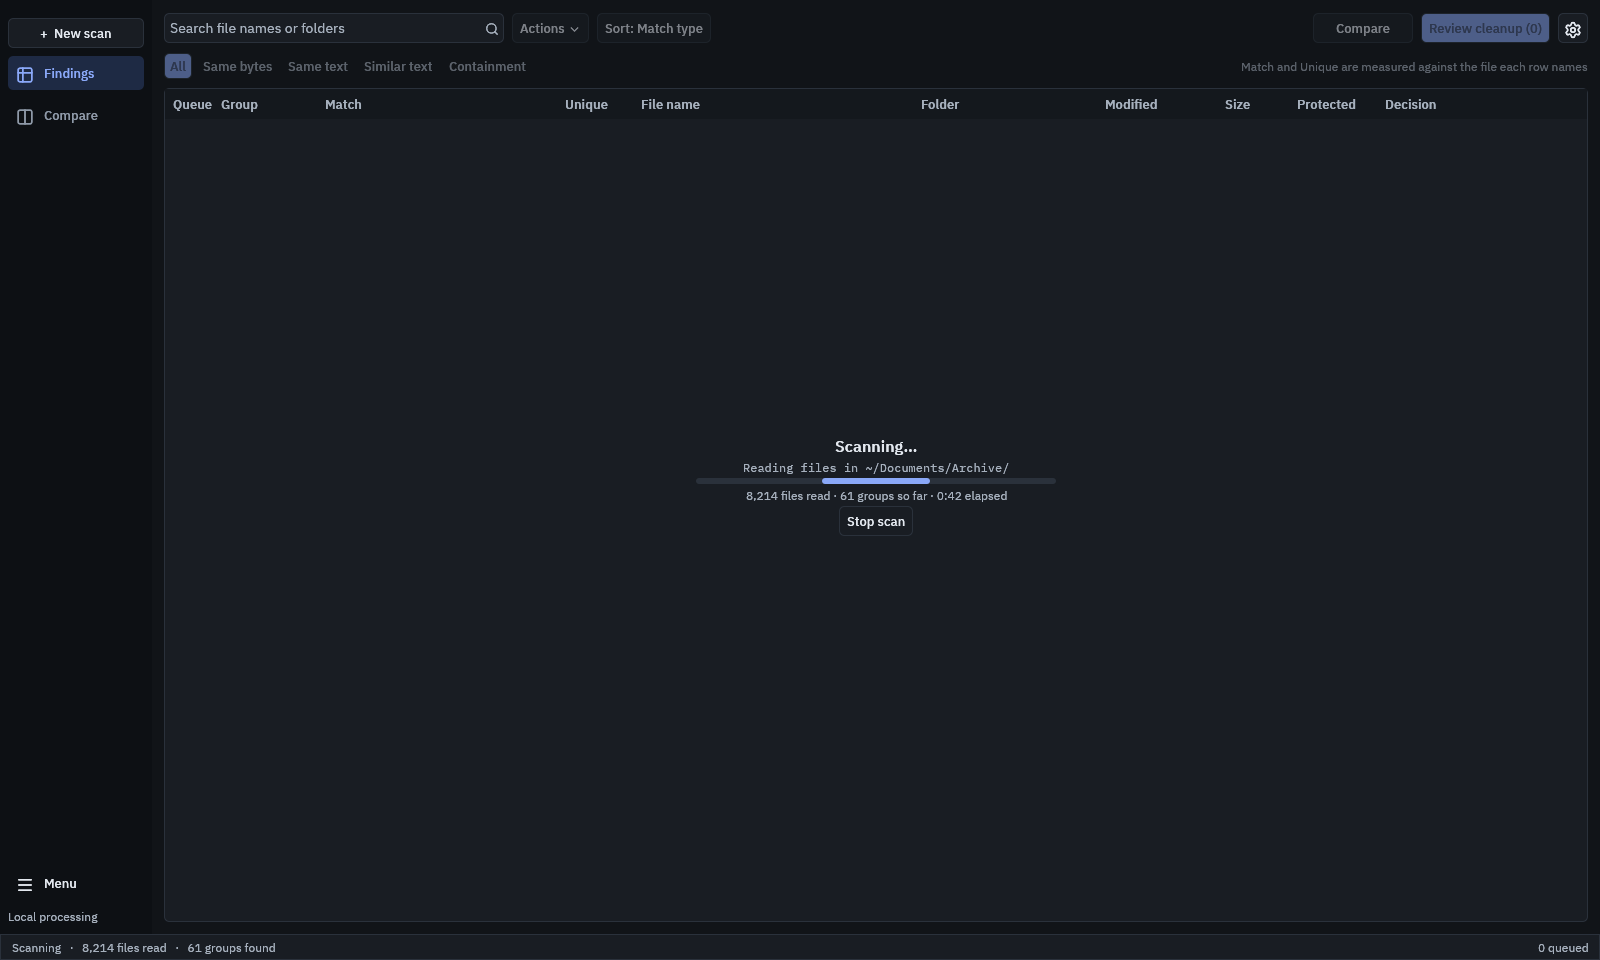 + New scan
Findings
Compare
Menu
Local processing
Search file names or folders
Actions
Sort: Match type
Compare
Review cleanup (0)
All
Same bytes
Same text
Similar text
Containment
Match and Unique are measured against the file each row names
Queue Group Match Unique File name Folder Modified Size Protected Decision
Scanning...
Reading files in ~/Documents/Archive/
8,214 files read · 61 groups so far · 0:42 elapsed
Stop scan
Scanning · 8,214 files read · 61 groups found
0 queued